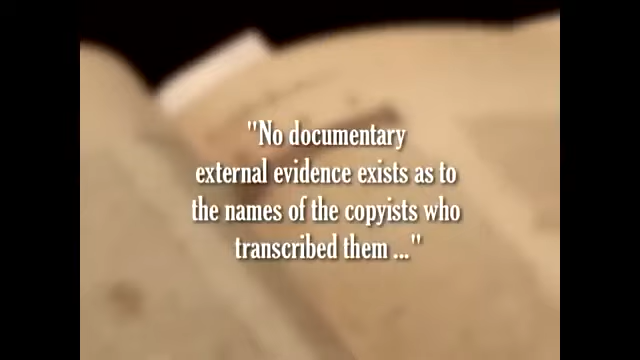 "No documentary
external evidence exists as to
the names of the copyists who
transcribed them ..."